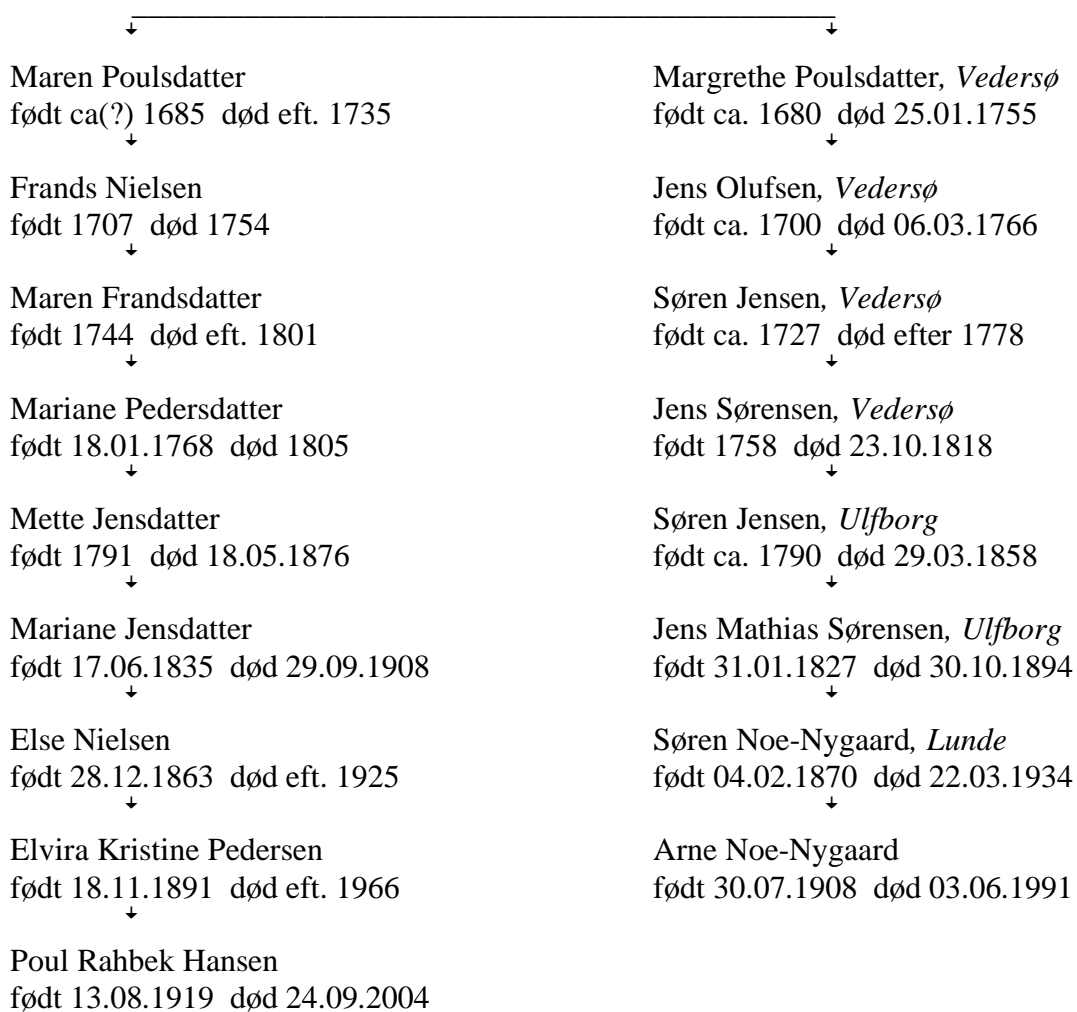 Maren Poulsdatter
født ca(?) 1685 død eft. 1735
Frands Nielsen
født 1707 død 1754
Maren Frandsdatter
født 1744 død eft. 1801
Mariane Pedersdatter
født 18.01.1768 død 1805
Mette Jensdatter
født 1791 død 18.05.1876
Mariane Jensdatter
født 17.06.1835 død 29.09.1908
Else Nielsen
født 28.12.1863 død eft. 1925
Elvira Kristine Pedersen
født 18.11.1891 død eft. 1966
Poul Rahbek Hansen
født 13.08.1919 død 24.09.2004
Margrethe Poulsdatter, Vedersø
født ca. 1680 død 25.01.1755
Jens Olufsen, Vedersø
født ca. 1700 død 06.03.1766
Søren Jensen, Vedersø
født ca. 1727 død efter 1778
Jens Sørensen, Vedersø
født 1758 død 23.10.1818
Søren Jensen, Ulfborg
født ca. 1790 død 29.03.1858
Jens Mathias Sørensen, Ulfborg
født 31.01.1827 død 30.10.1894
Søren Noe-Nygaard, Lunde
født 04.02.1870 død 22.03.1934
Arne Noe-Nygaard
født 30.07.1908 død 03.06.1991